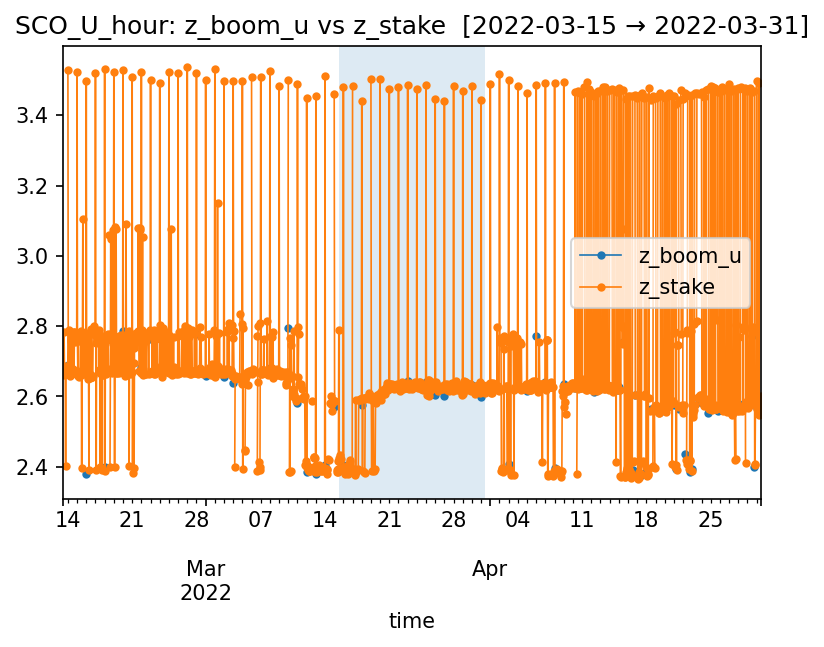 SCO_U_hour: z_boom_u vs z_stake [2022-03-15 → 2022-03-31]
3.4
3.2
3.0
2.8
2.6
2.4
z_boom_u
z_stake
14 21 28 07 14 21 28 04 11 18 25
Mar Apr
2022
time